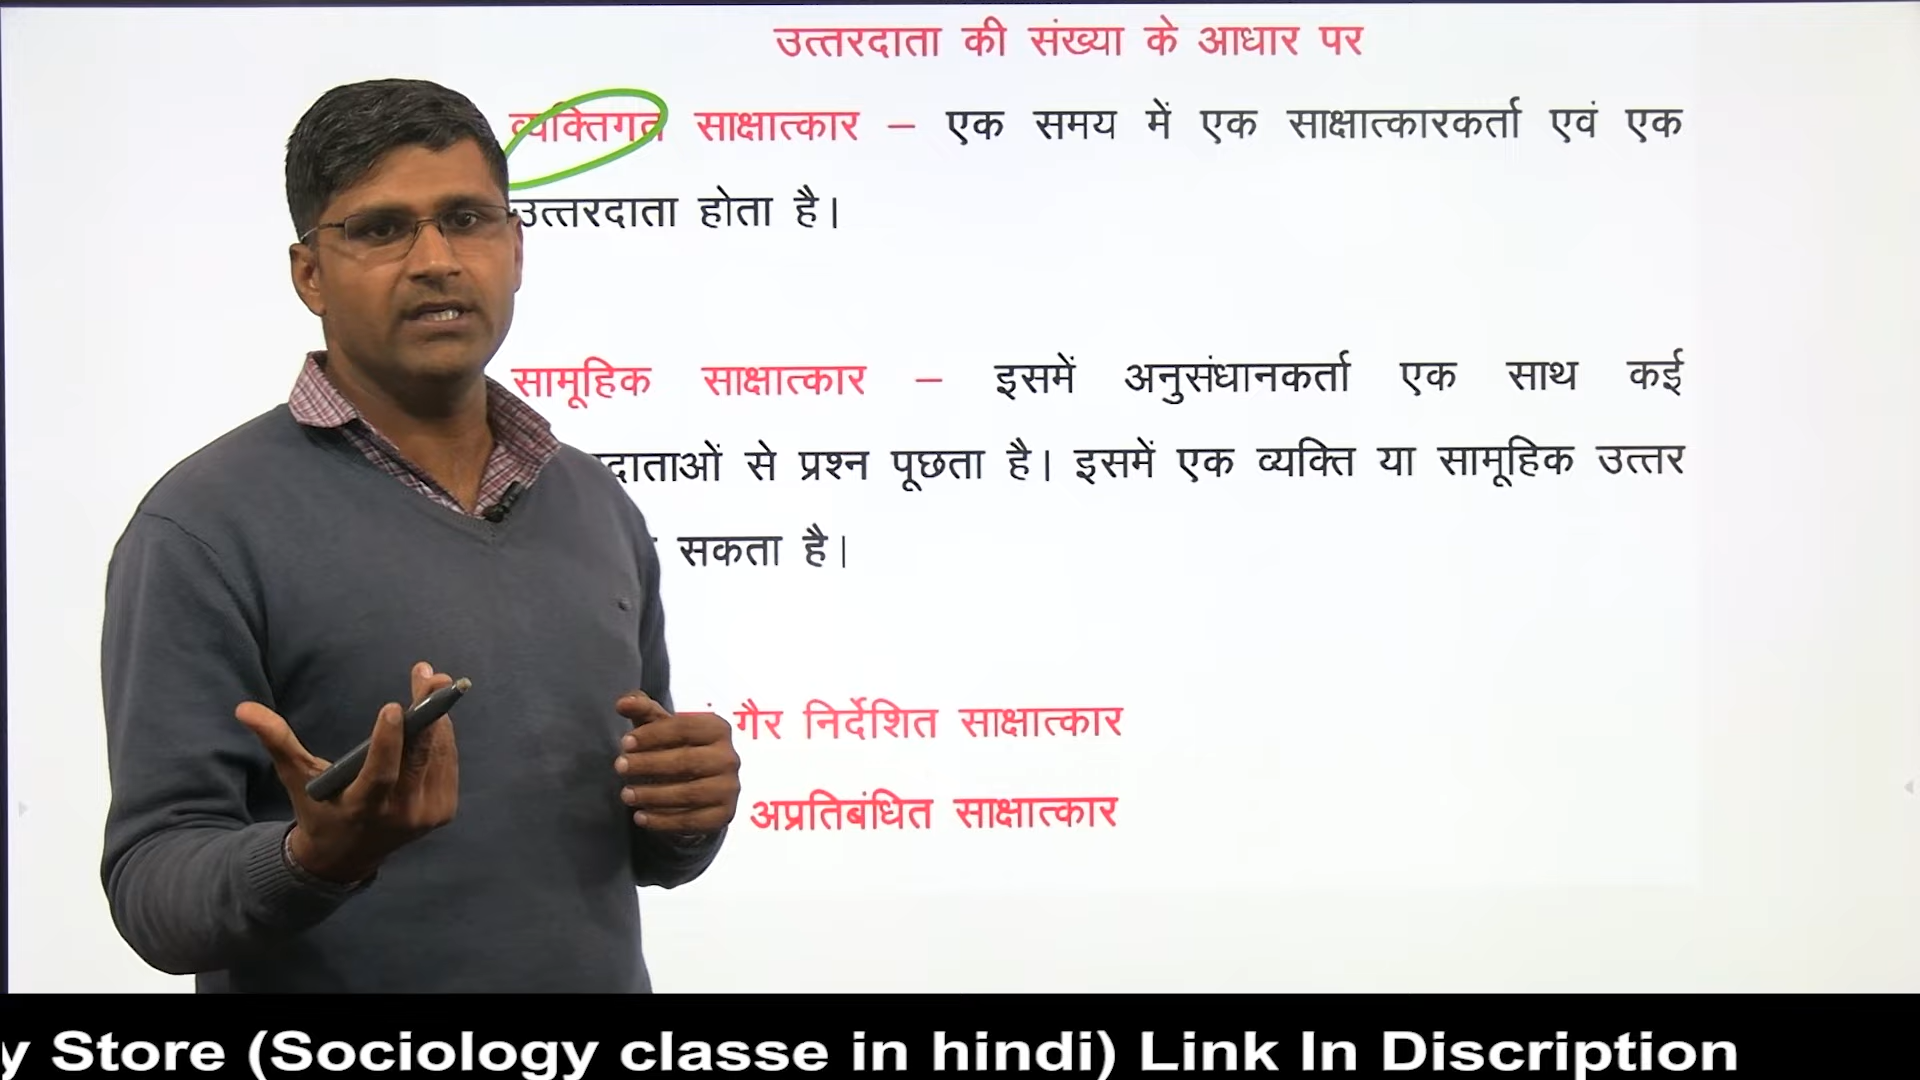 उत्तरदाता की संख्या के आधार पर
व्यक्तिगत साक्षात्कार – एक समय में एक साक्षात्कारकर्ता एवं एक
उत्तरदाता होता है।
सामूहिक साक्षात्कार – इसमें अनुसंधानकर्ता एक साथ कई
से प्रश्न पूछता है। इसमें एक व्यक्ति या सामूहिक उत्तर
सकता है।
गैर निर्देशित साक्षात्कार
अप्रतिबंधित साक्षात्कार
y Store (Sociology classe in hindi) Link In Discription